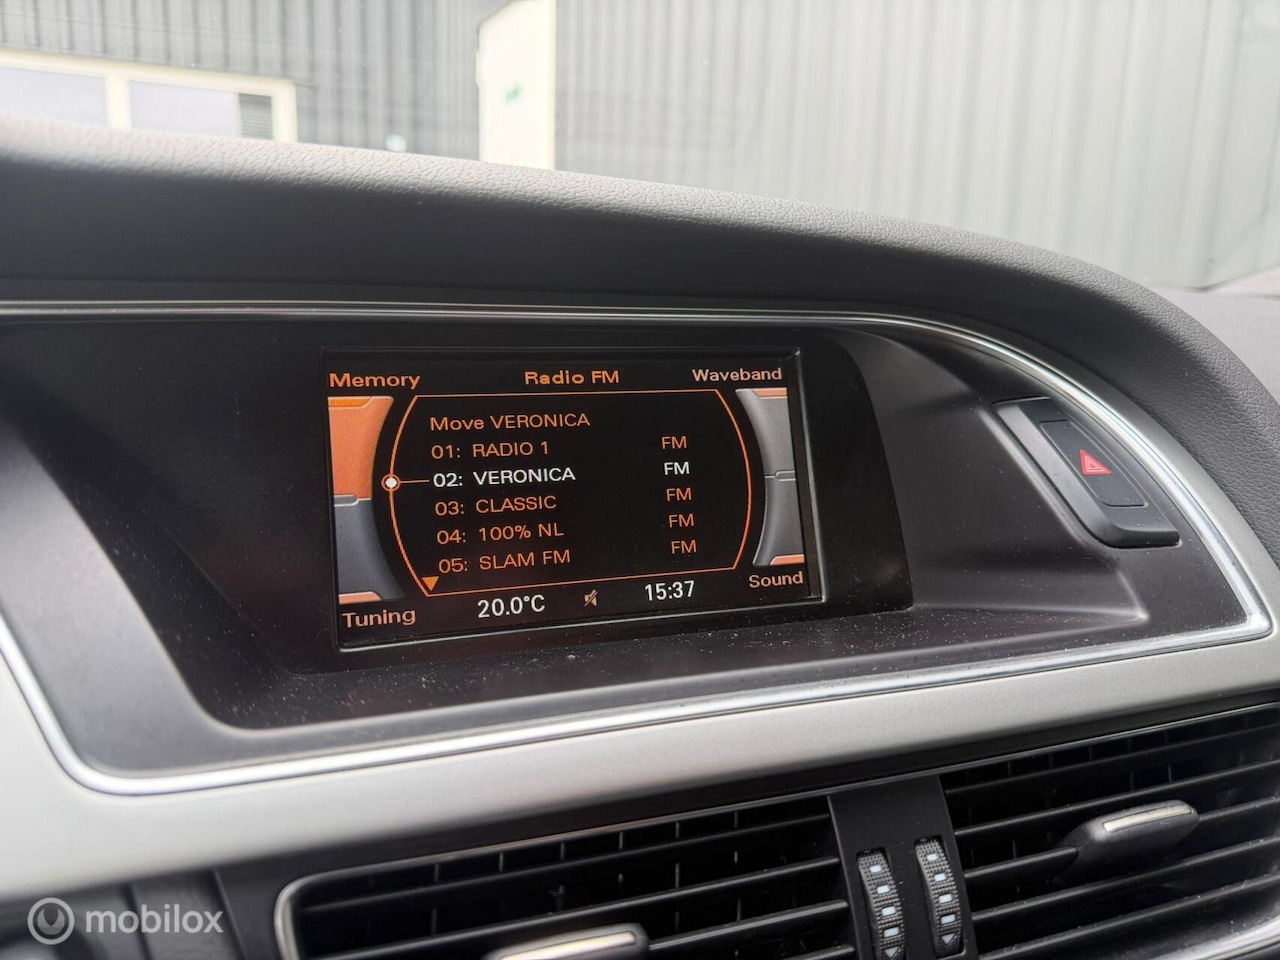 Memory Radio FM Waveband
Move VERONICA
01: RADIO 1 FM
02: VERONICA FM
03: CLASSIC FM
04: 100% NL FM
05: SLAM FM FM
Tuning 20.0°C 15:37 Sound
mobilox